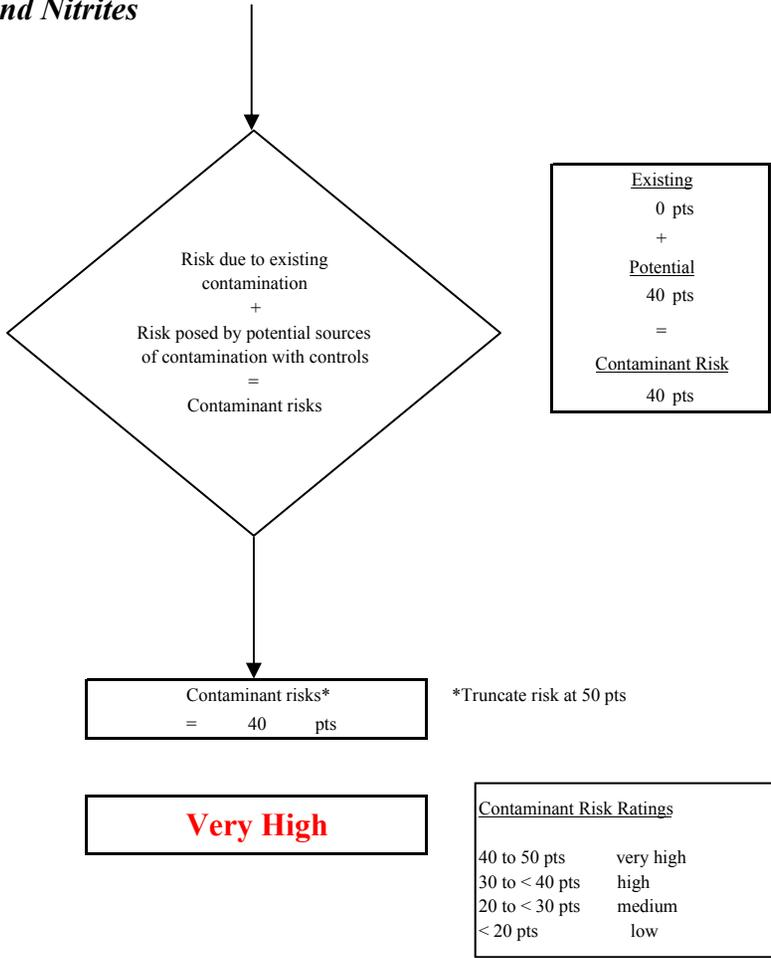 nd Nitrites
Risk due to existing
contamination
+
Risk posed by potential sources
of contamination with controls
=
Contaminant risks
Existing
0 pts
+
Potential
40 pts
=
Contaminant Risk
40 pts
Contaminant risks*
= 40 pts
*Truncate risk at 50 pts
Very High
Contaminant Risk Ratings
40 to 50 pts very high
30 to < 40 pts high
20 to < 30 pts medium
< 20 pts low